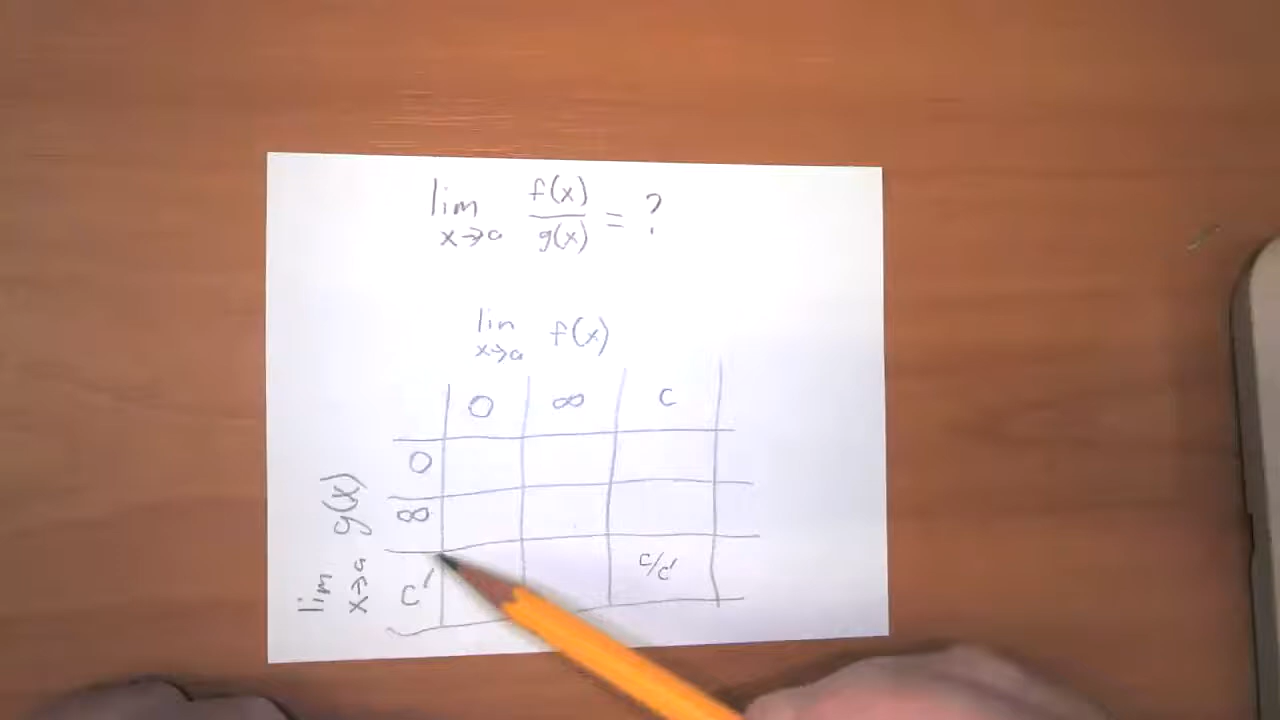 lim f(x)/g(x) = ?
x→a
lim f(x)
x→a
0 ∞ c
0
∞
c' c/c'
lim g(x)
x→a